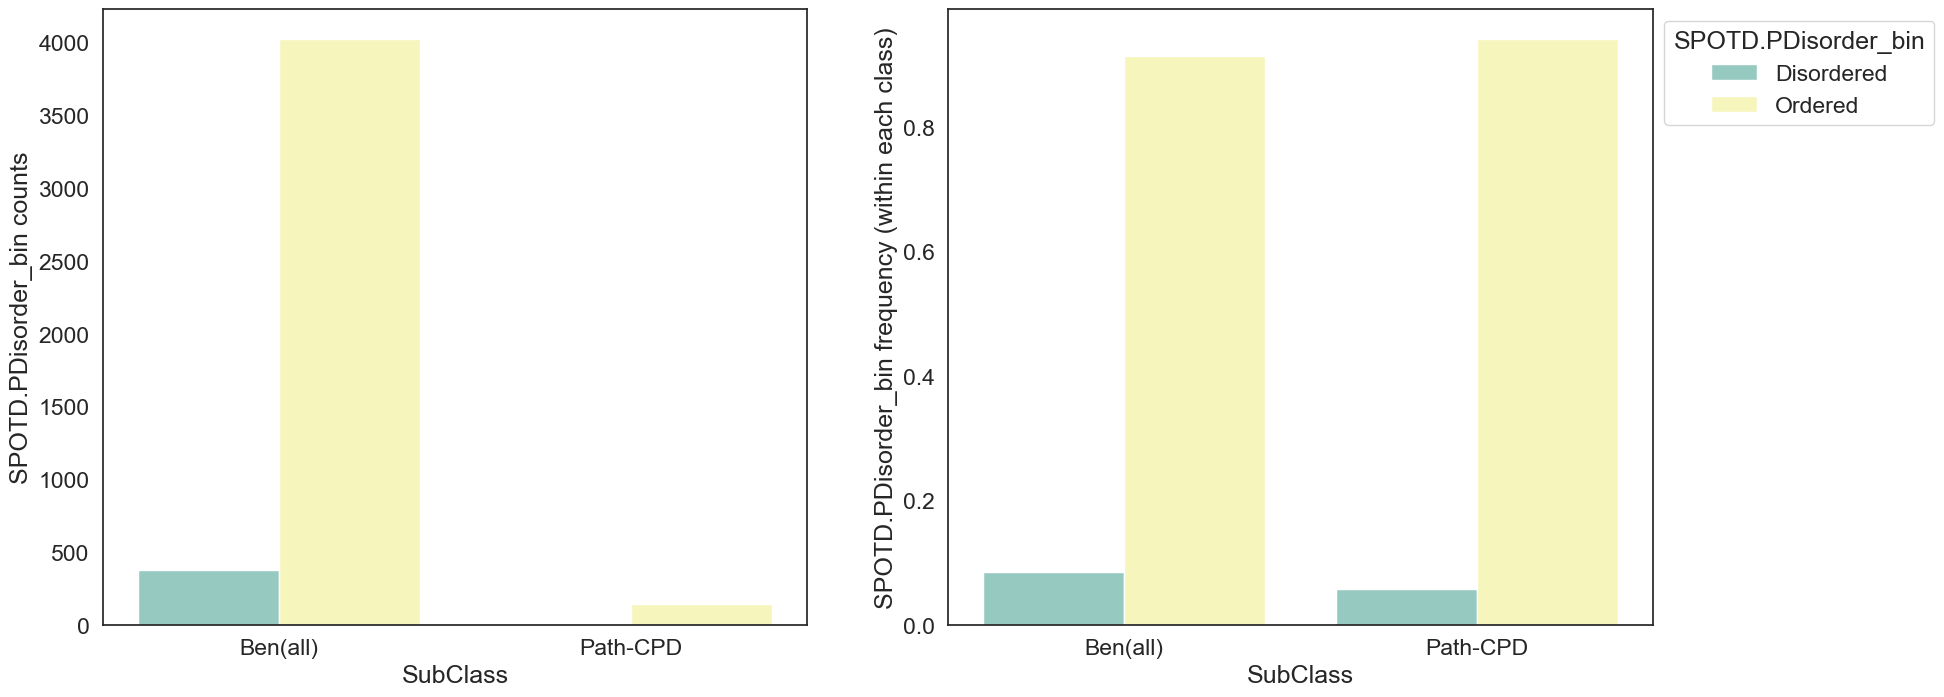 SPOTD.PDisorder_bin counts
4000
3500
3000
2500
2000
1500
1000
500
0
Ben(all)
Path-CPD
SubClass
SPOTD.PDisorder_bin frequency (within each class)
0.8
0.6
0.4
0.2
0.0
Ben(all)
Path-CPD
SubClass
SPOTD.PDisorder_bin
Disordered
Ordered